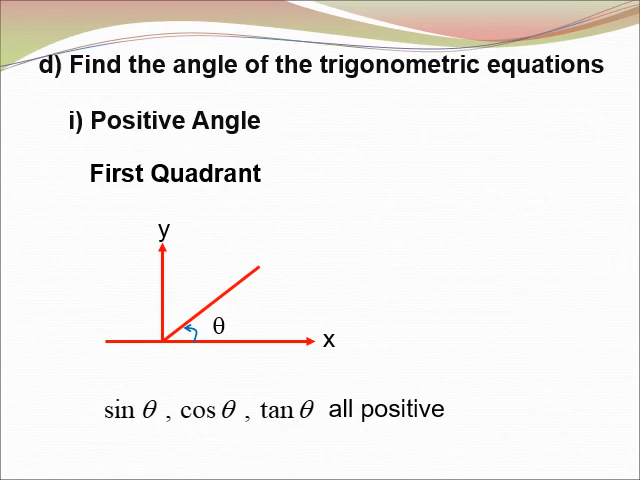 d) Find the angle of the trigonometric equations
i) Positive Angle
First Quadrant
y
θ
x
sin θ , cos θ , tan θ all positive